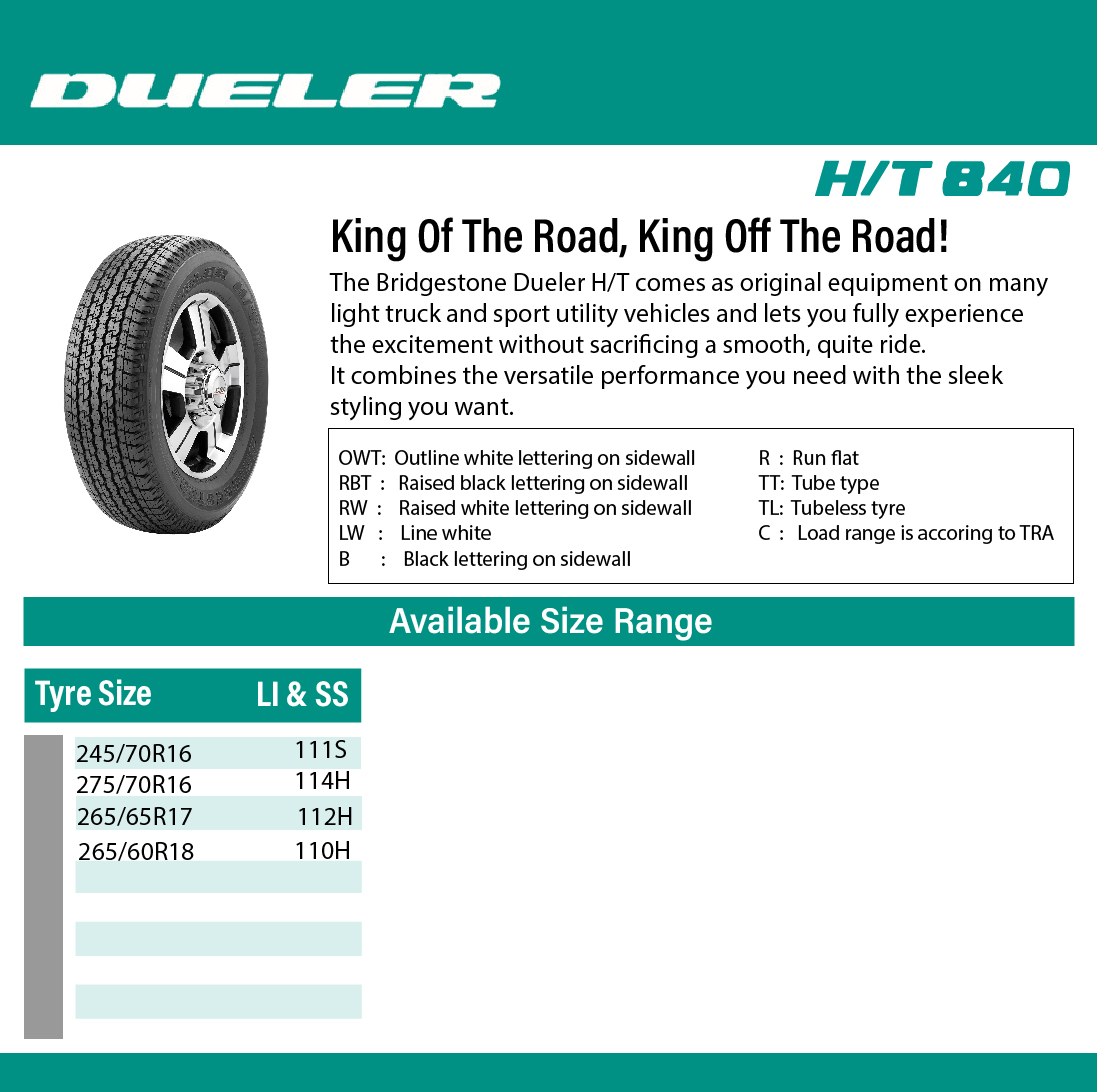 DUELER
H/T 840
King Of The Road, King Off The Road!
The Bridgestone Dueler H/T comes as original equipment on many
light truck and sport utility vehicles and lets you fully experience
the excitement without sacrificing a smooth, quite ride.
It combines the versatile performance you need with the sleek
styling you want.
OWT: Outline white lettering on sidewall
RBT : Raised black lettering on sidewall
RW : Raised white lettering on sidewall
LW : Line white
B : Black lettering on sidewall
R : Run flat
TT: Tube type
TL: Tubeless tyre
C : Load range is accoring to TRA
Available Size Range
Tyre Size LI & SS
245/70R16 111S
275/70R16 114H
265/65R17 112H
265/60R18 110H